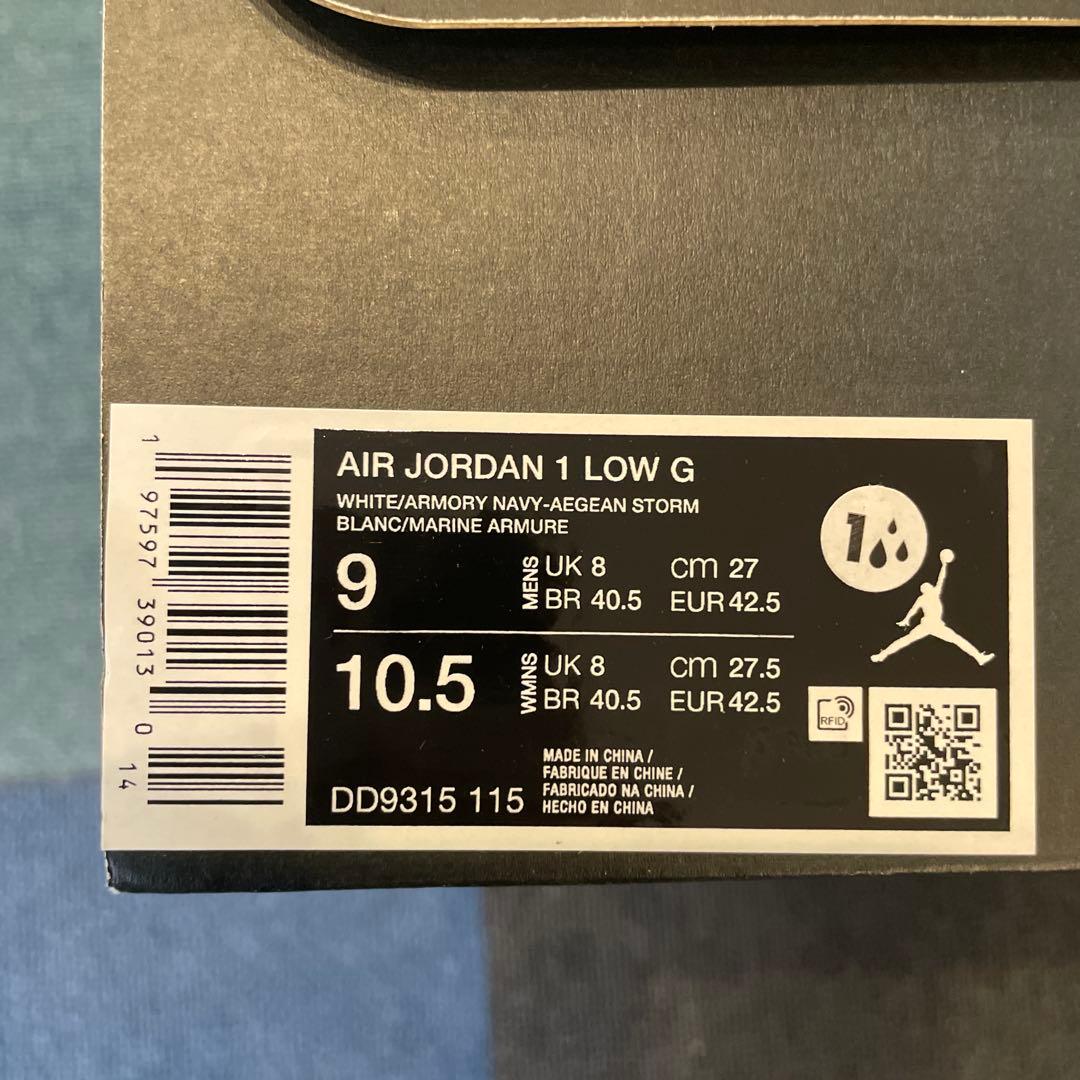 AIR JORDAN 1 LOW G
WHITE/ARMORY NAVY-AEGEAN STORM
BLANC/MARINE ARMURE
9
MENS
UK 8 cm 27
BR 40.5 EUR 42.5
10.5
WMNS
UK 8 cm 27.5
BR 40.5 EUR 42.5
DD9315 115
MADE IN CHINA /
FABRIQUE EN CHINE /
FABRICADO NA CHINA /
HECHO EN CHINA
1
RFID
1 97597 39013 0 14